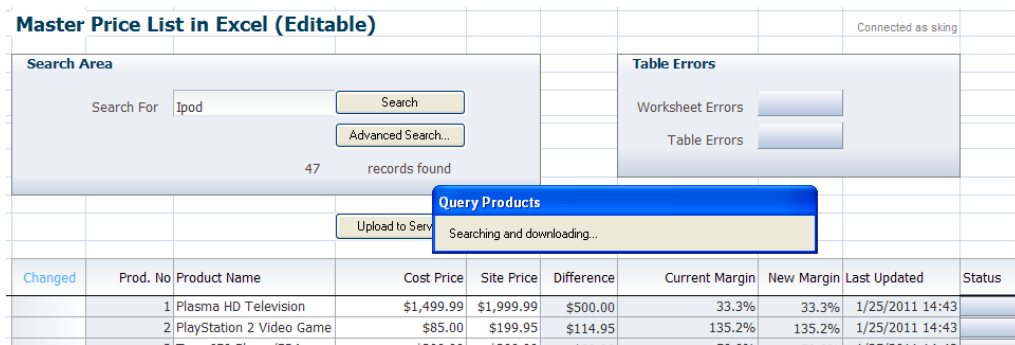 Master Price List in Excel (Editable)
Connected as sking
Search Area
Table Errors
Search For Ipod Search
Worksheet Errors
Advanced Search...
Table Errors
47 records found
Query Products
Upload to Serv
Searching and downloading...
Changed Prod. No Product Name Cost Price Site Price Difference Current Margin New Margin Last Updated Status
1 Plasma HD Television $1,499.99 $1,999.99 $500.00 33.3% 33.3% 1/25/2011 14:43
2 PlayStation 2 Video Game $85.00 $199.95 $114.95 135.2% 135.2% 1/25/2011 14:43